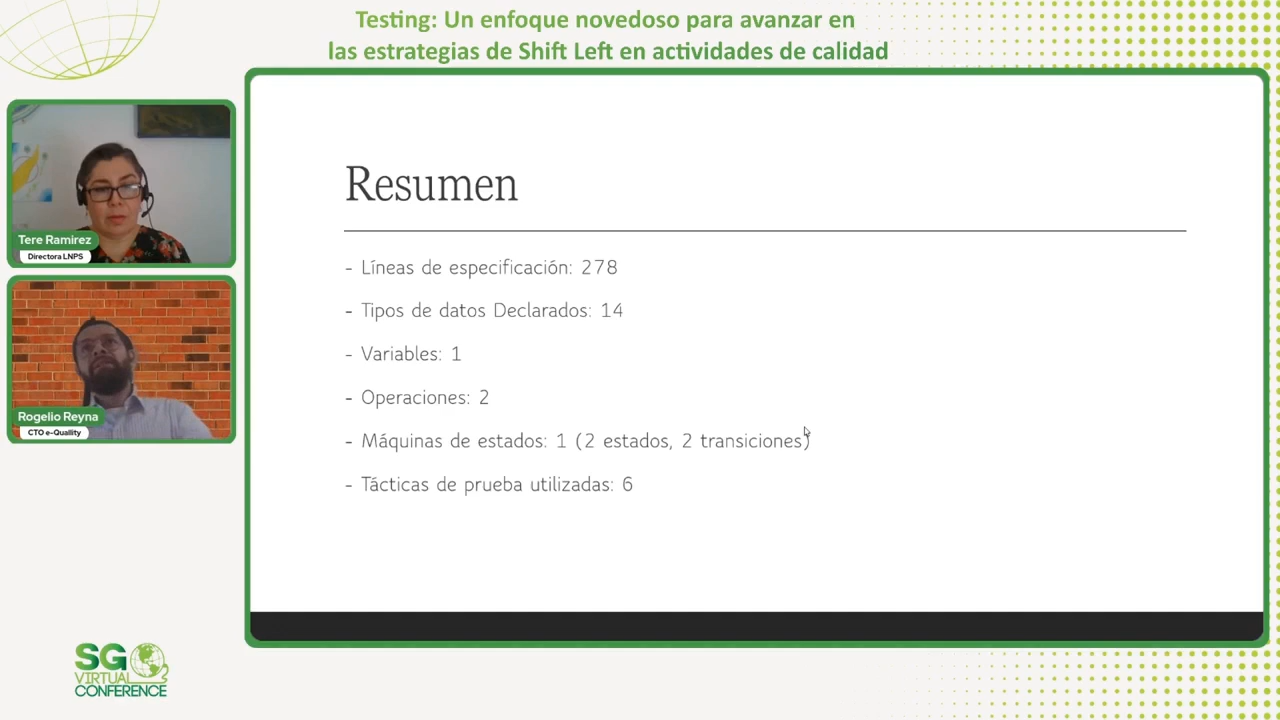 Testing: Un enfoque novedoso para avanzar en
las estrategias de Shift Left en actividades de calidad
Tere Ramirez
Directora LNPS
Rogelio Reyna
CTO e-Quallity
Resumen
- Líneas de especificación: 278
- Tipos de datos Declarados: 14
- Variables: 1
- Operaciones: 2
- Máquinas de estados: 1 (2 estados, 2 transiciones)
- Tácticas de prueba utilizadas: 6
SG
VIRTUAL
CONFERENCE